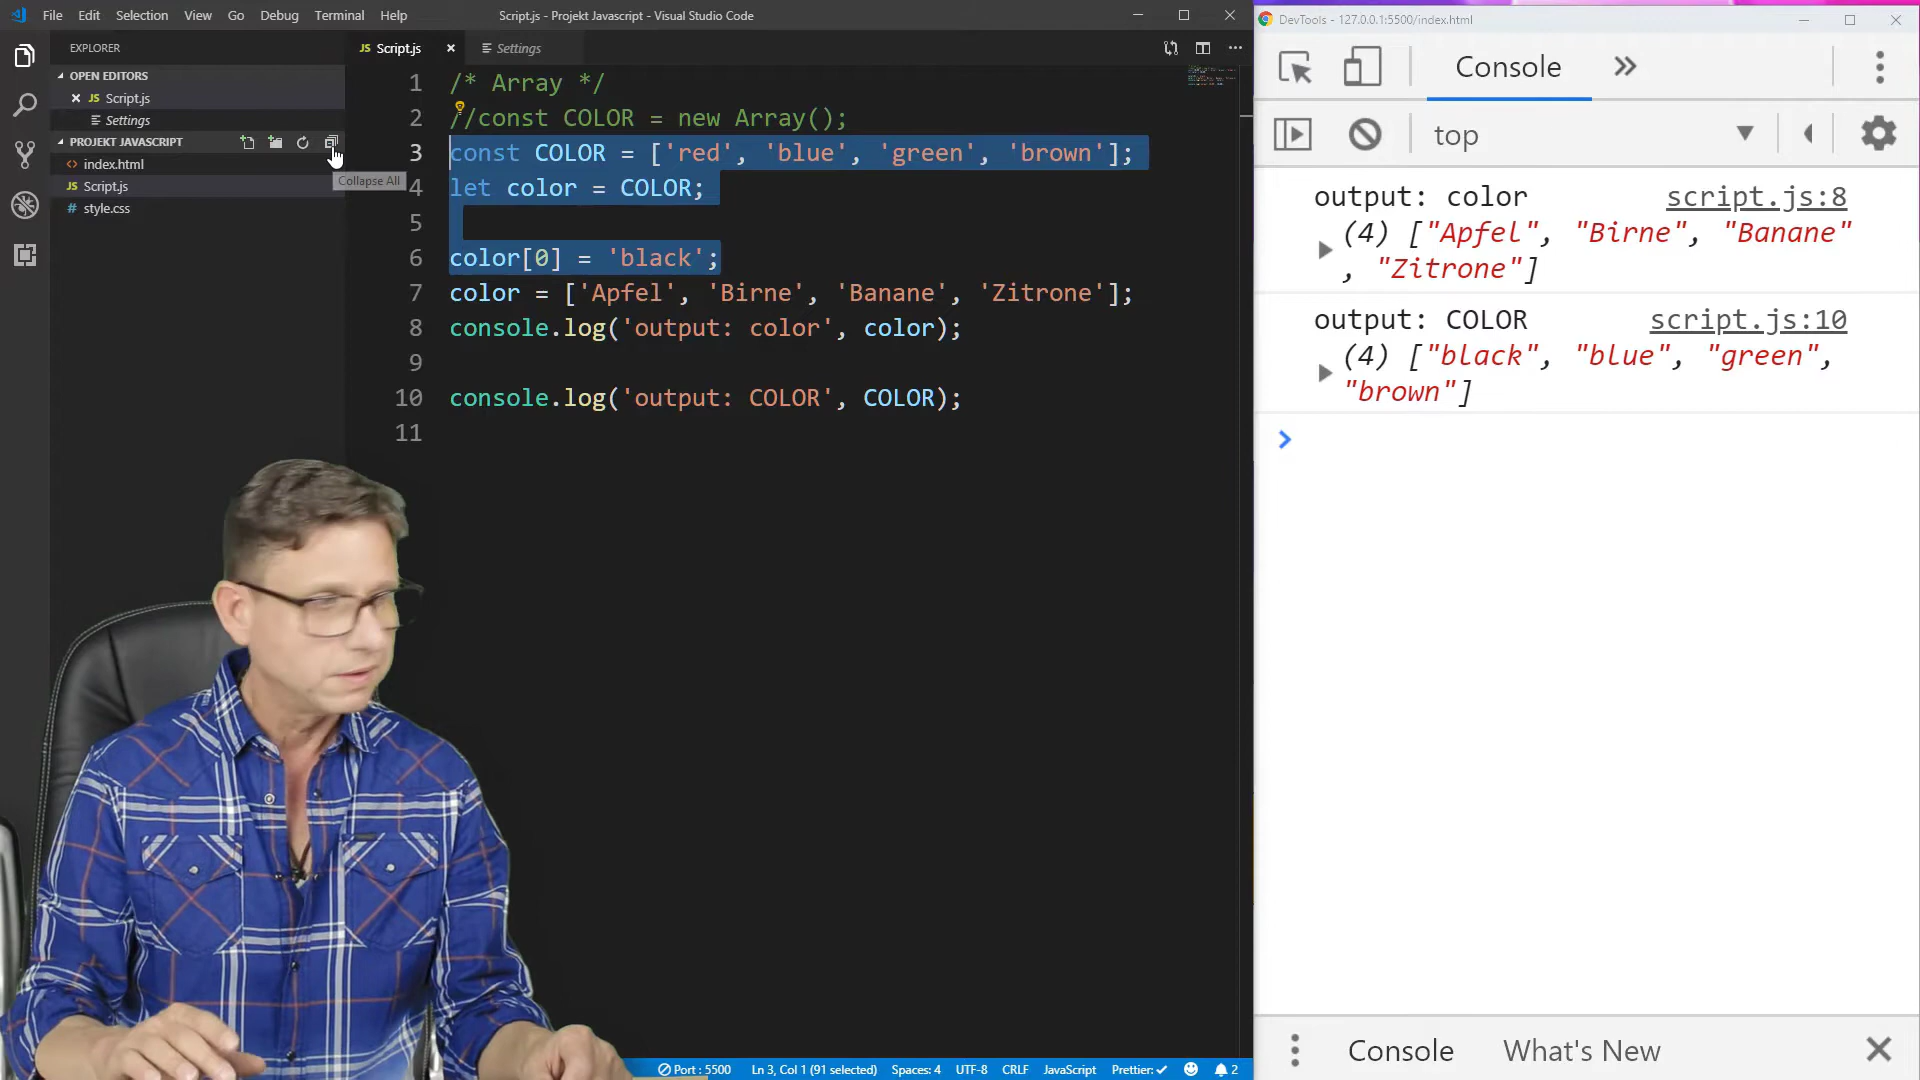 File Edit Selection View Go Debug Terminal Help
Script.js - Projekt Javascript - Visual Studio Code
EXPLORER
OPEN EDITORS
JS Script.js
Settings
PROJEKT JAVASCRIPT
index.html
JS Script.js
# style.css
Collapse All
JS Script.js
Settings
1 /* Array */
2 //const COLOR = new Array();
3 const COLOR = ['red', 'blue', 'green', 'brown'];
4 let color = COLOR;
5
6 color[0] = 'black';
7 color = ['Apfel', 'Birne', 'Banane', 'Zitrone'];
8 console.log('output: color', color);
9
10 console.log('output: COLOR', COLOR);
11
Port : 5500 Ln 3, Col 1 (91 selected) Spaces: 4 UTF-8 CRLF JavaScript Prettier: ✓ 2
DevTools - 127.0.0.1:5500/index.html
Console
top
output: color script.js:8
(4) ["Apfel", "Birne", "Banane"
, "Zitrone"]
output: COLOR script.js:10
(4) ["black", "blue", "green",
"brown"]
Console What's New